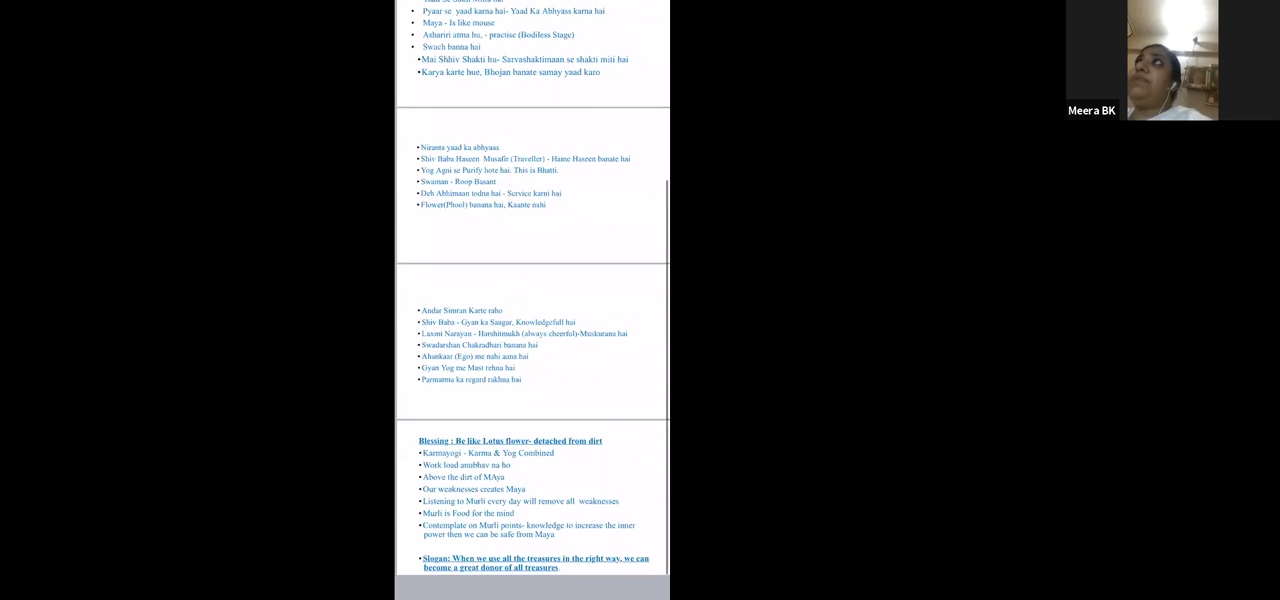 • Pyaar se yaad karna hai- Yaad Ka Abhyass karna hai
• Maya - Is like mouse
• Ashariri atma hu, - practise (Bodiless Stage)
• Swach banna hai
•Mai Shhiv Shakti hu- Sarvashaktimaan se shakti miti hai
•Karya karte hue, Bhojan banate samay yaad karo
•Niranta yaad ka abhyaas
•Shiv Baba Haseen Musafir (Traveller) - Hame Haseen banate hai
•Yog Agni se Purify hote hai. This is Bhatti.
•Swaman - Roop Basant
•Deh Abhimaan todna hai - Service karni hai
•Flower(Phool) banana hai, Kaante nahi
•Andar Simran Karte raho
•Shiv Baba - Gyan ka Saagar, Knowledgefull hai
•Laxmi Narayan - Harshitmukh (always cheerful)-Muskurana hai
•Swadarshan Chakradhari banana hai
•Ahankaar (Ego) me nahi aana hai
•Gyan Yog me Mast rehna hai
•Parmatma ka regard rakhna hai
Blessing : Be like Lotus flower- detached from dirt
•Karmayogi - Karma & Yog Combined
•Work load anubhav na ho
•Above the dirt of MAya
•Our weaknesses creates Maya
•Listening to Murli every day will remove all weaknesses
•Murli is Food for the mind
•Contemplate on Murli points- knowledge to increase the inner
power then we can be safe from Maya
•Slogan: When we use all the treasures in the right way, we can
become a great donor of all treasures.
Meera BK